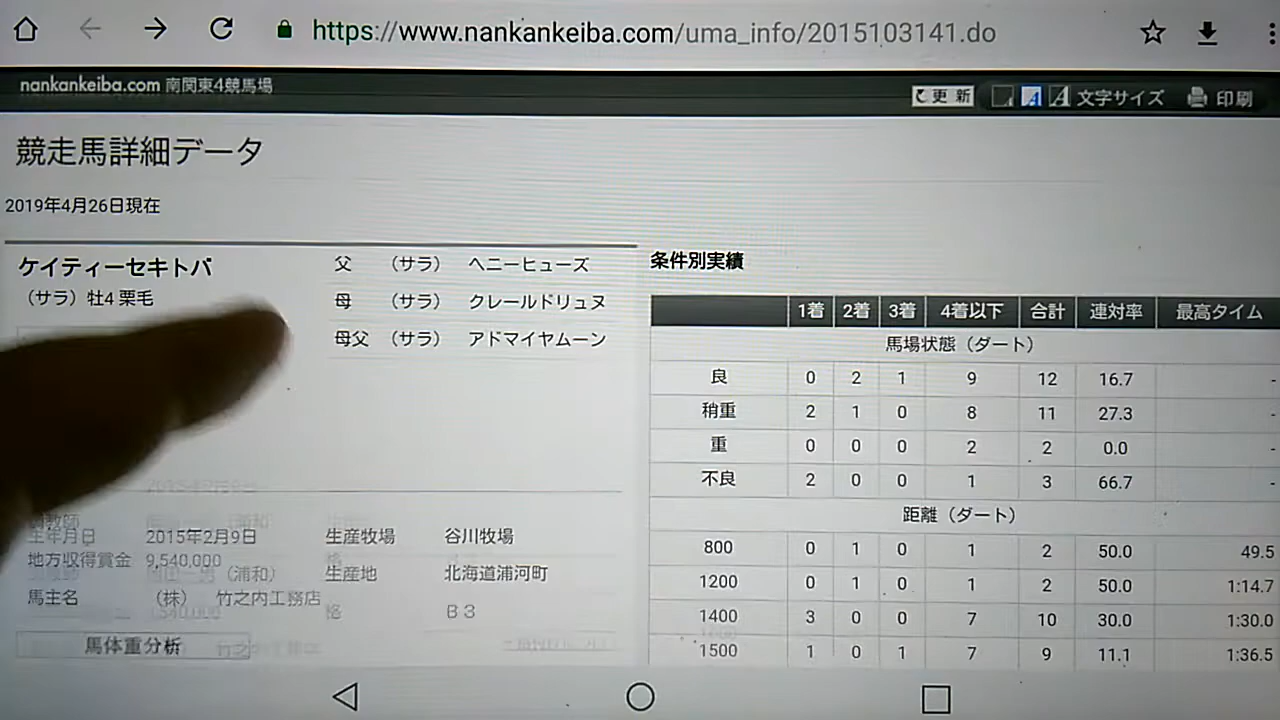 https://www.nankankeiba.com/uma_info/2015103141.do
nankankeiba.com 南関東4競馬場
更新 A A 文字サイズ 印刷
競走馬詳細データ
2019年4月26日現在
ケイティーセキトバ
（サラ）牡4 栗毛
父 （サラ） ヘニーヒューズ
母 （サラ） クレールドリュヌ
母父 （サラ） アドマイヤムーン
生年月日 2015年2月9日 生産牧場 谷川牧場
地方収得賞金 9,540,000
（浦和） 生産地 北海道浦河町
馬主名 （株） 竹之内工務店
格 Ｂ３
馬体重分析
条件別実績
1着 2着 3着 4着以下 合計 連対率 最高タイム
馬場状態（ダート）
良 0 2 1 9 12 16.7 -
稍重 2 1 0 8 11 27.3 -
重 0 0 0 2 2 0.0 -
不良 2 0 0 1 3 66.7 -
距離（ダート）
800 0 1 0 1 2 50.0 49.5
1200 0 1 0 1 2 50.0 1:14.7
1400 3 0 0 7 10 30.0 1:30.0
1500 1 0 1 7 9 11.1 1:36.5